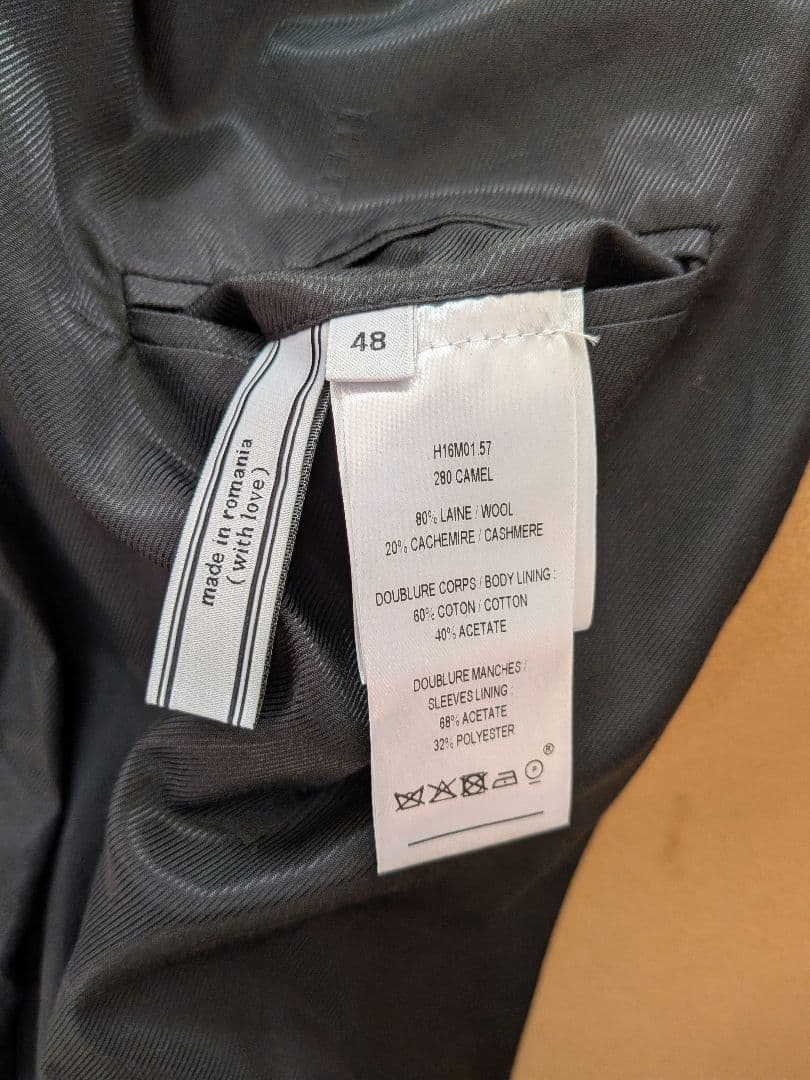 made in romania
( with love )
48
H16M01.57
280 CAMEL
80% LAINE / WOOL
20% CACHEMIRE / CASHMERE
DOUBLURE CORPS / BODY LINING :
60% COTON / COTTON
40% ACETATE
DOUBLURE MANCHES /
SLEEVES LINING :
68% ACETATE
32% POLYESTER
®